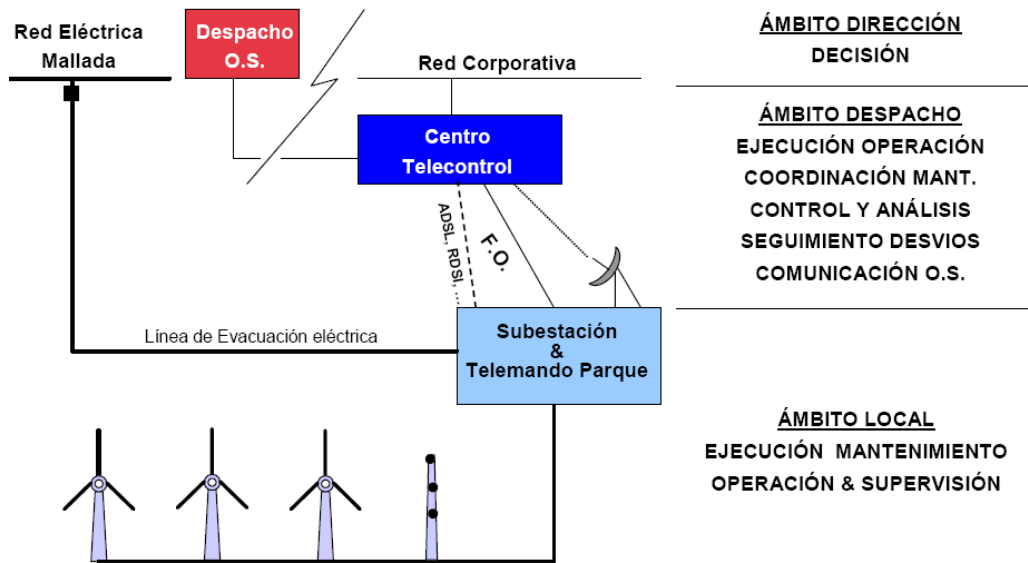 Red Eléctrica
Mallada
Despacho
O.S.
Red Corporativa
Centro
Telecontrol
ADSL, RDSI, ...
F.O.
Línea de Evacuación eléctrica
Subestación
&
Telemando Parque
ÁMBITO DIRECCIÓN
DECISIÓN
ÁMBITO DESPACHO
EJECUCIÓN OPERACIÓN
COORDINACIÓN MANT.
CONTROL Y ANÁLISIS
SEGUIMIENTO DESVIOS
COMUNICACIÓN O.S.
ÁMBITO LOCAL
EJECUCIÓN MANTENIMIENTO
OPERACIÓN & SUPERVISIÓN